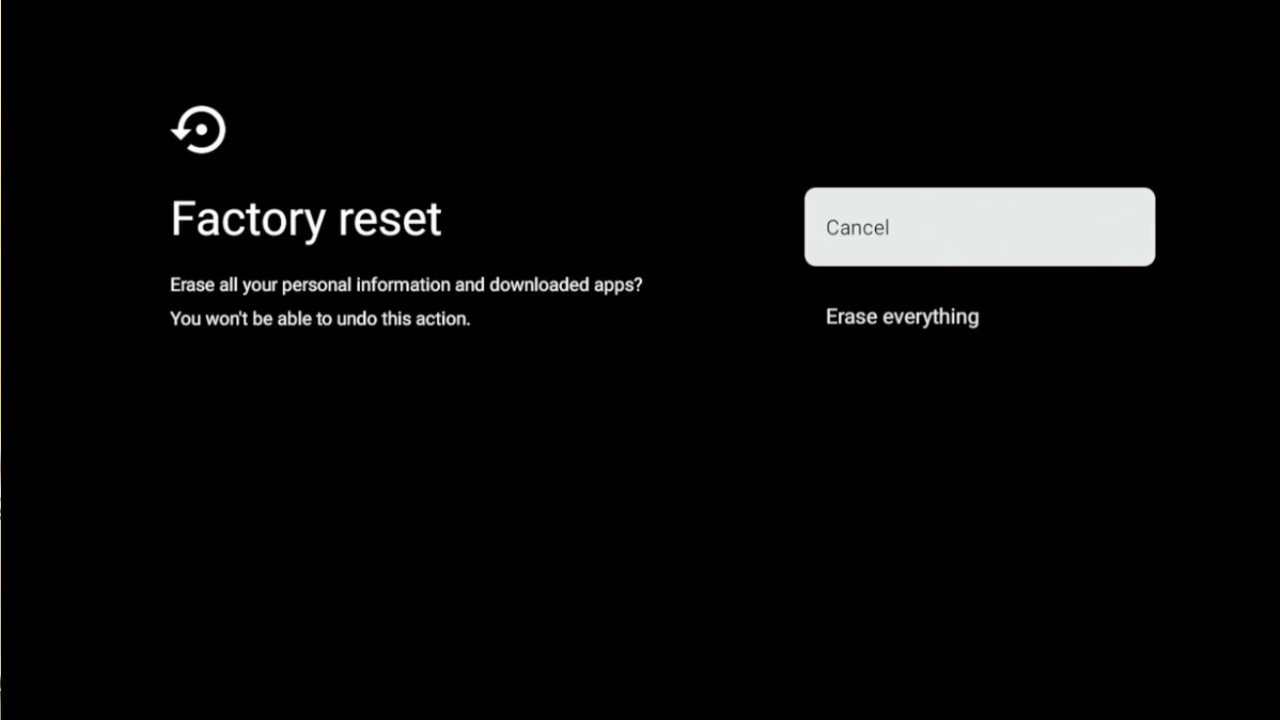 Factory reset
Erase all your personal information and downloaded apps?
You won't be able to undo this action.
Cancel
Erase everything